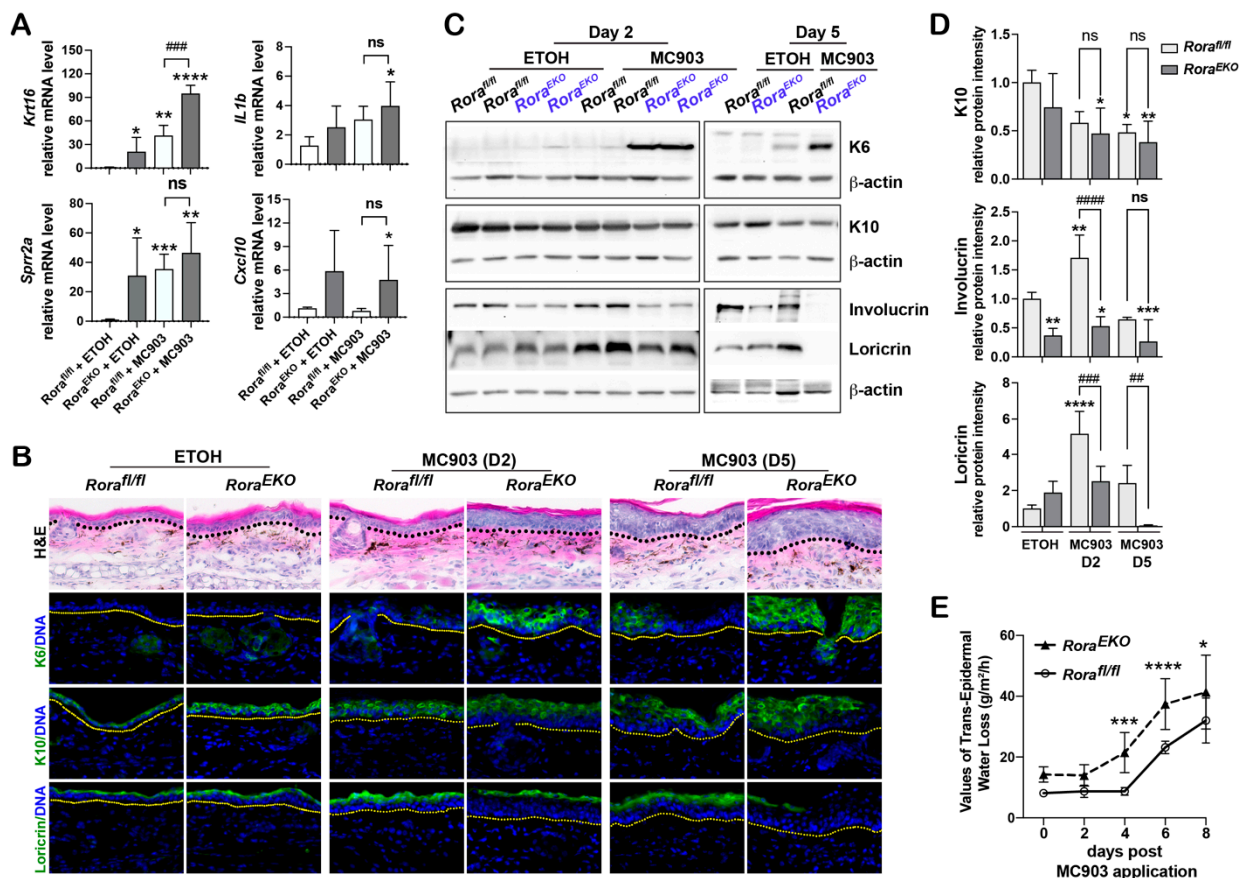 A
Krt16
relative mRNA level
150
120
90
60
30
0
###
*
**
****
IL1b
relative mRNA level
8
6
4
2
0
ns
*
Sprr2a
relative mRNA level
80
60
40
20
0
ns
*
***
**
Cxcl10
relative mRNA level
15
10
5
0
ns
*
Rora^fl/fl + ETOH
Rora^EKO + ETOH
Rora^fl/fl + MC903
Rora^EKO + MC903
Rora^fl/fl + ETOH
Rora^EKO + ETOH
Rora^fl/fl + MC903
Rora^EKO + MC903
B
ETOH
MC903 (D2)
MC903 (D5)
Rora^fl/fl
Rora^EKO
Rora^fl/fl
Rora^EKO
Rora^fl/fl
Rora^EKO
H&E
K6/DNA
K10/DNA
Loricrin/DNA
C
Day 2
Day 5
ETOH
MC903
ETOH
MC903
Rora^fl/fl
Rora^fl/fl
Rora^EKO
Rora^EKO
Rora^fl/fl
Rora^fl/fl
Rora^EKO
Rora^EKO
Rora^fl/fl
Rora^EKO
Rora^fl/fl
Rora^EKO
K6
β-actin
K10
β-actin
Involucrin
Loricrin
β-actin
D
Rora^fl/fl
Rora^EKO
K10
relative protein intensity
1.5
1.0
0.5
0.0
ns
ns
*
*
**
Involucrin
relative protein intensity
2.5
2.0
1.5
1.0
0.5
0.0
####
ns
**
**
*
***
Loricrin
relative protein intensity
8
6
4
2
0
###
##
****
ETOH
MC903
D2
MC903
D5
E
Values of Trans-Epidermal
Water Loss (g/m²/h)
60
40
20
0
Rora^EKO
Rora^fl/fl
***
****
*
0
2
4
6
8
days post
MC903 application